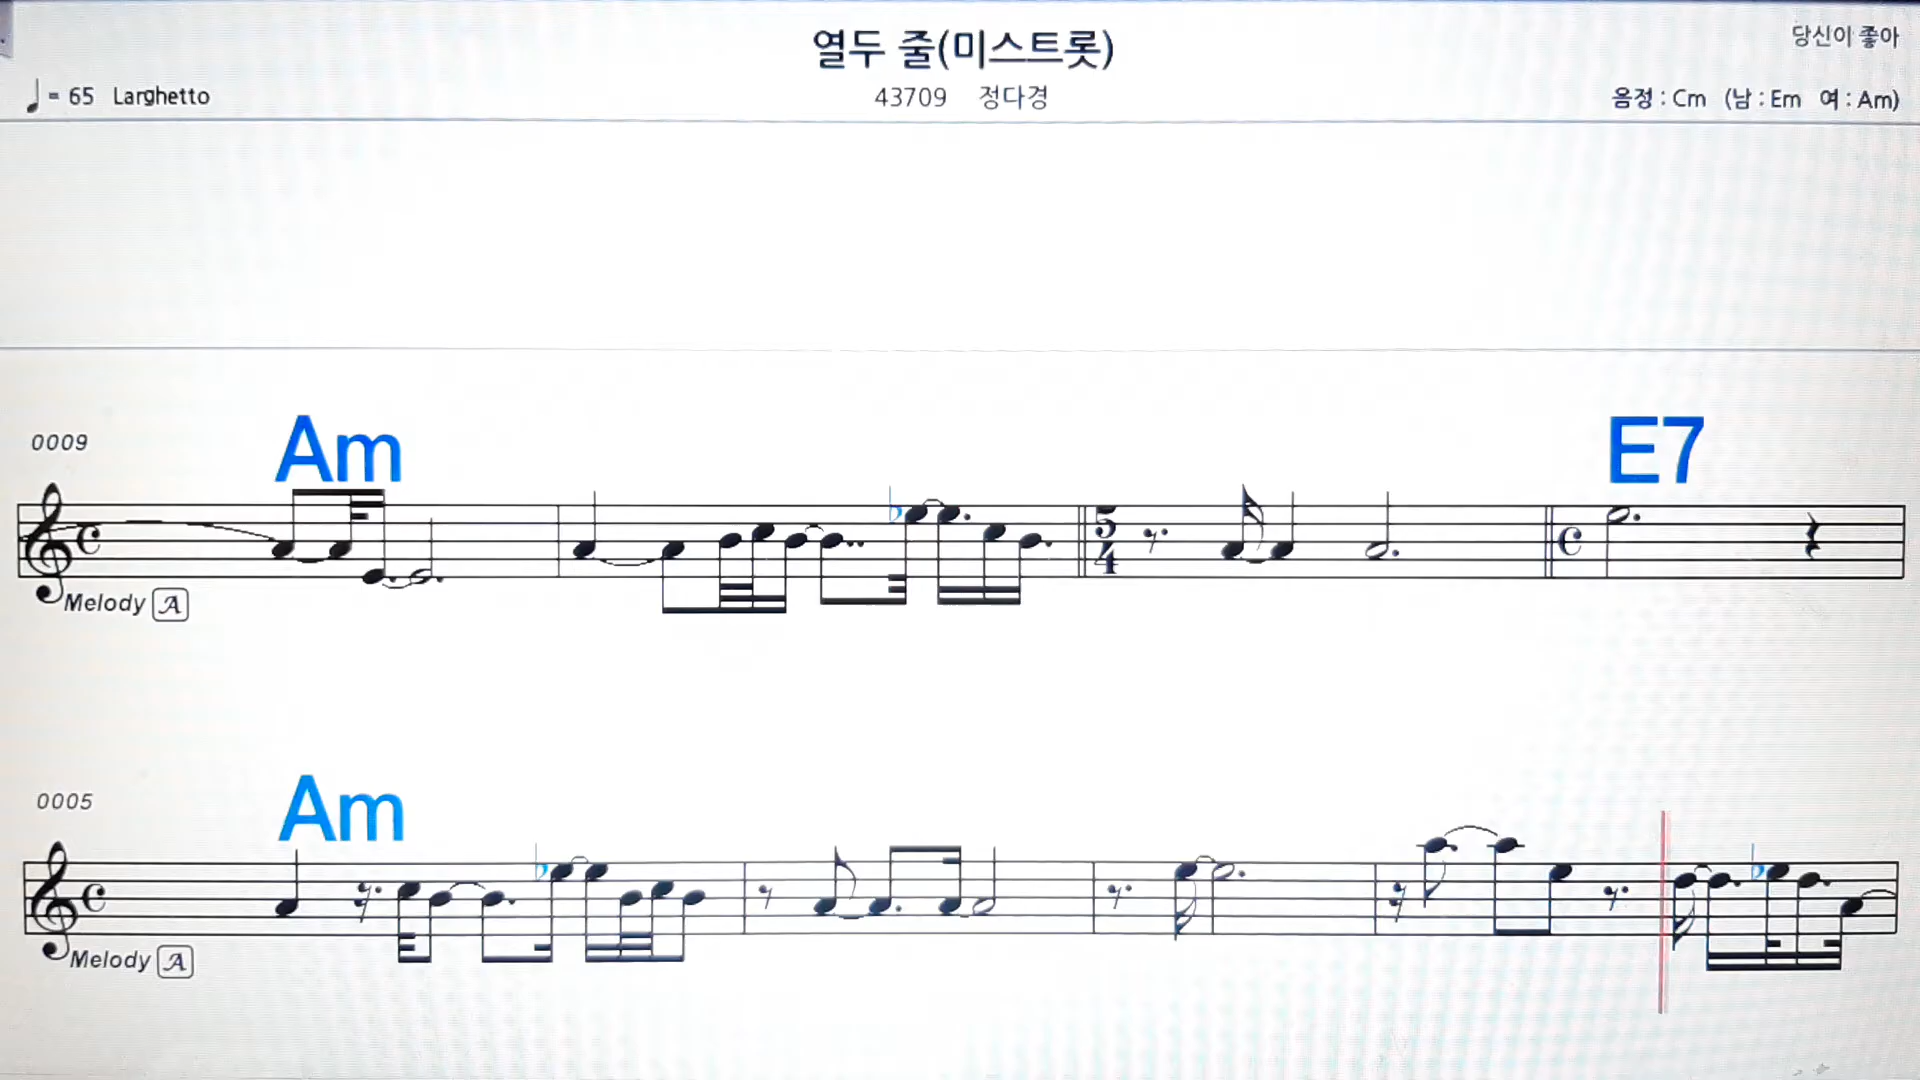 열두 줄(미스트롯)
당신이 좋아
♩= 65 Larghetto
43709 정다경
음정 : Cm (남 : Em 여 : Am)
0009
Am
E7
5
4
Melody A
0005
Am
Melody A